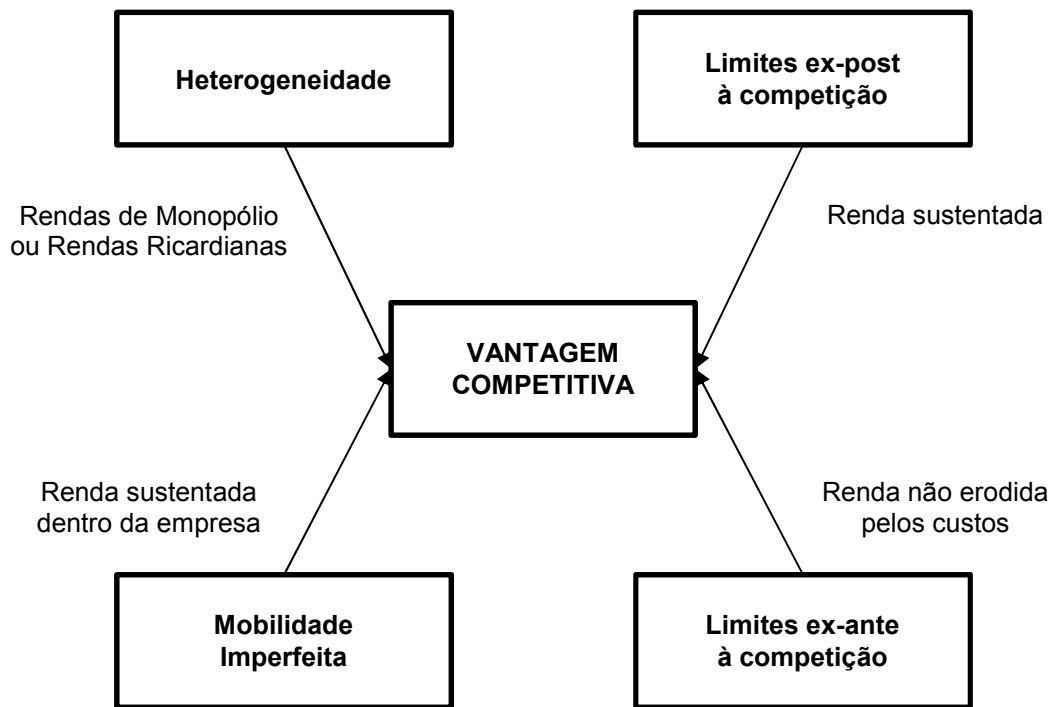 Heterogeneidade
Limites ex-post
à competição
Rendas de Monopólio
ou Rendas Ricardianas
Renda sustentada
VANTAGEM
COMPETITIVA
Renda sustentada
dentro da empresa
Renda não erodida
pelos custos
Mobilidade
Imperfeita
Limites ex-ante
à competição